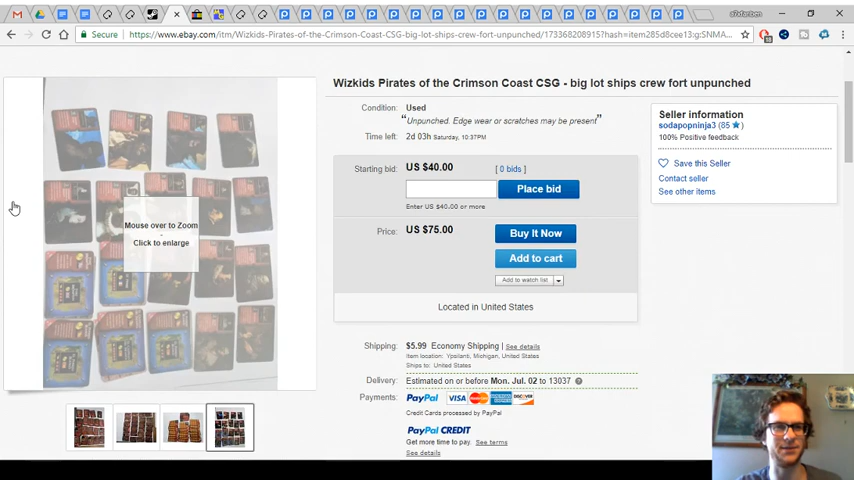 Secure
https://www.ebay.com/itm/Wizkids-Pirates-of-the-Crimson-Coast-CSG-big-lot-ships-crew-fort-unpunched/173368208915?hash=item285d8cee13:g:SNMA...
Wizkids Pirates of the Crimson Coast CSG - big lot ships crew fort unpunched
Condition: Used
“Unpunched. Edge wear or scratches may be present”
Time left: 2d 03h Saturday, 10:37PM
Starting bid: US $40.00 [ 0 bids ]
Place bid
Enter US $40.00 or more
Price: US $75.00 Buy It Now
Add to cart
Add to watch list
Located in United States
Shipping: $5.99 Economy Shipping | See details
Item location: Ypsilanti, Michigan, United States
Ships to: United States
Delivery: Estimated on or before Mon. Jul. 02 to 13037
Payments: PayPal VISA MasterCard AMERICAN EXPRESS DISCOVER
Credit Cards processed by PayPal
PayPal CREDIT
Get more time to pay. See terms
See details
Seller information
sodapopninja3 (85 )
100% Positive feedback
Save this Seller
Contact seller
See other items
Mouse over to Zoom
-
Click to enlarge